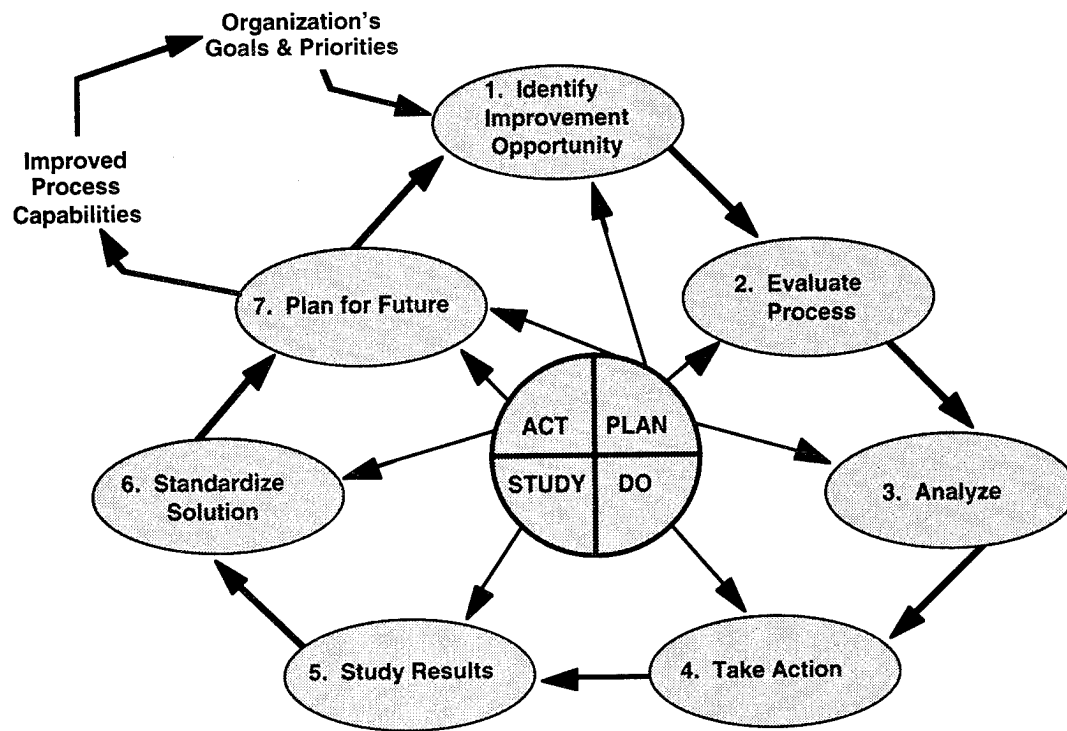 Organization's
Goals & Priorities
1. Identify
Improvement
Opportunity
Improved
Process
Capabilities
2. Evaluate
Process
7. Plan for Future
ACT
PLAN
STUDY
DO
3. Analyze
6. Standardize
Solution
5. Study Results
4. Take Action